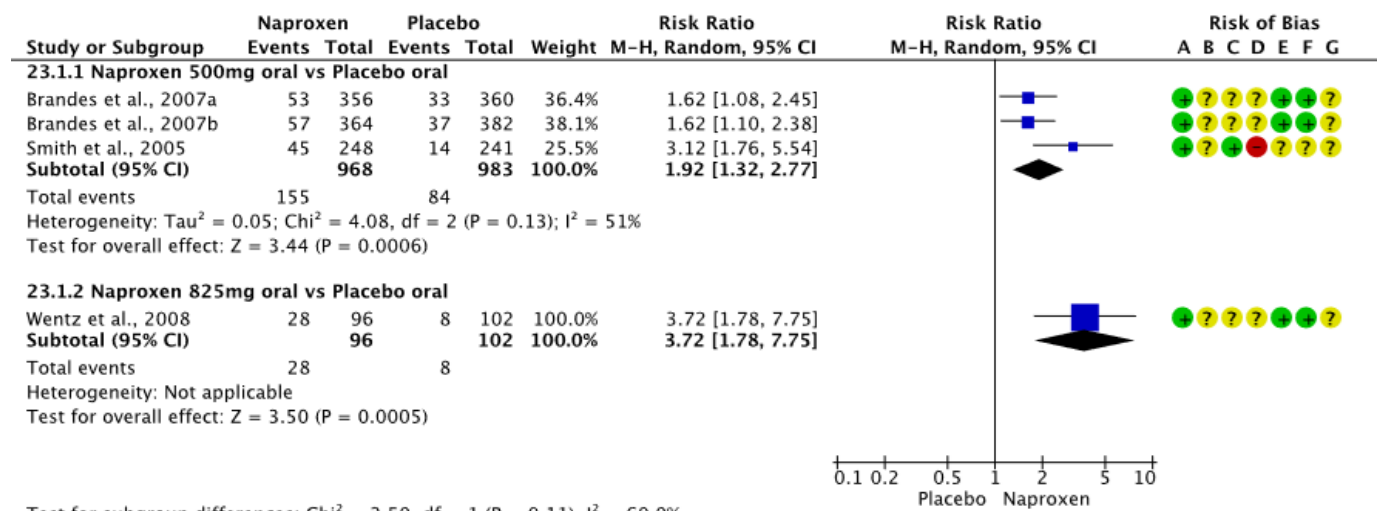 Naproxen Placebo Risk Ratio Risk Ratio Risk of Bias
Study or Subgroup Events Total Events Total Weight M-H, Random, 95% CI M-H, Random, 95% CI A B C D E F G
23.1.1 Naproxen 500mg oral vs Placebo oral
Brandes et al., 2007a 53 356 33 360 36.4% 1.62 [1.08, 2.45] + ? ? ? + + ?
Brandes et al., 2007b 57 364 37 382 38.1% 1.62 [1.10, 2.38] + ? ? ? + + ?
Smith et al., 2005 45 248 14 241 25.5% 3.12 [1.76, 5.54] + ? + - ? ? ?
Subtotal (95% CI) 968 983 100.0% 1.92 [1.32, 2.77]
Total events 155 84
Heterogeneity: Tau² = 0.05; Chi² = 4.08, df = 2 (P = 0.13); I² = 51%
Test for overall effect: Z = 3.44 (P = 0.0006)
23.1.2 Naproxen 825mg oral vs Placebo oral
Wentz et al., 2008 28 96 8 102 100.0% 3.72 [1.78, 7.75] + ? ? ? + + ?
Subtotal (95% CI) 96 102 100.0% 3.72 [1.78, 7.75]
Total events 28 8
Heterogeneity: Not applicable
Test for overall effect: Z = 3.50 (P = 0.0005)
0.1 0.2 0.5 1 2 5 10
Placebo Naproxen